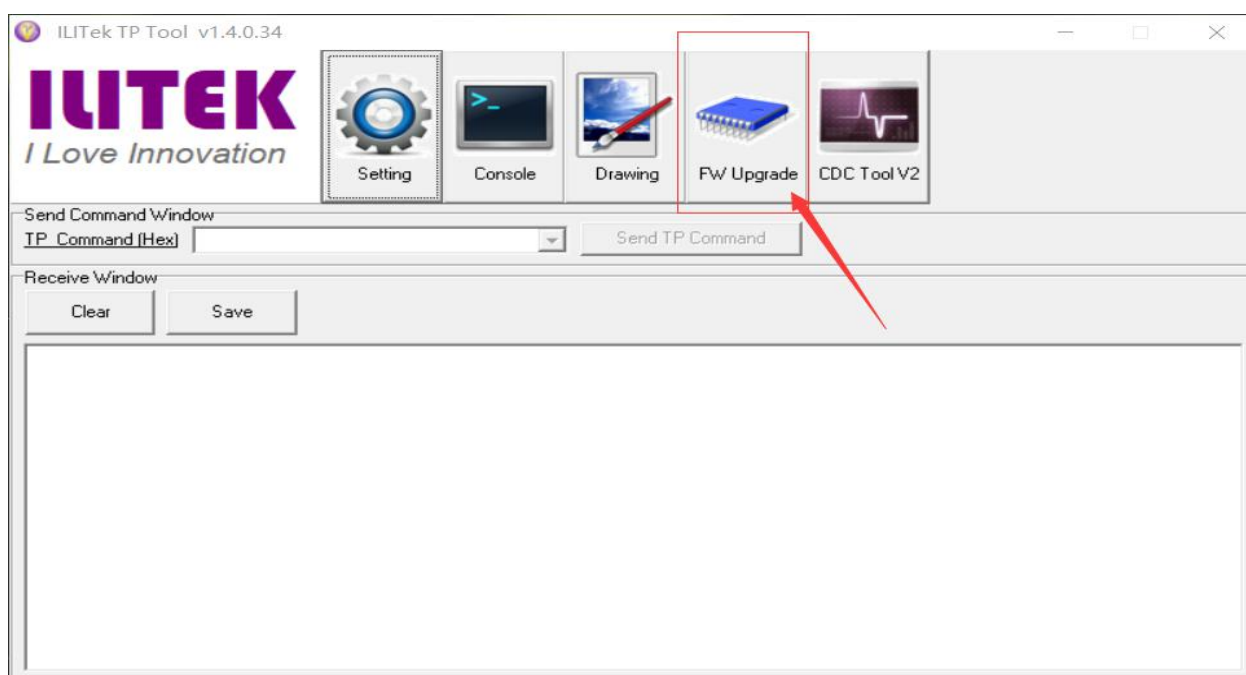 ILITek TP Tool v1.4.0.34
ILITEK
I Love Innovation
Setting
Console
Drawing
FW Upgrade
CDC Tool V2
Send Command Window
TP Command (Hex)
Send TP Command
Receive Window
Clear
Save